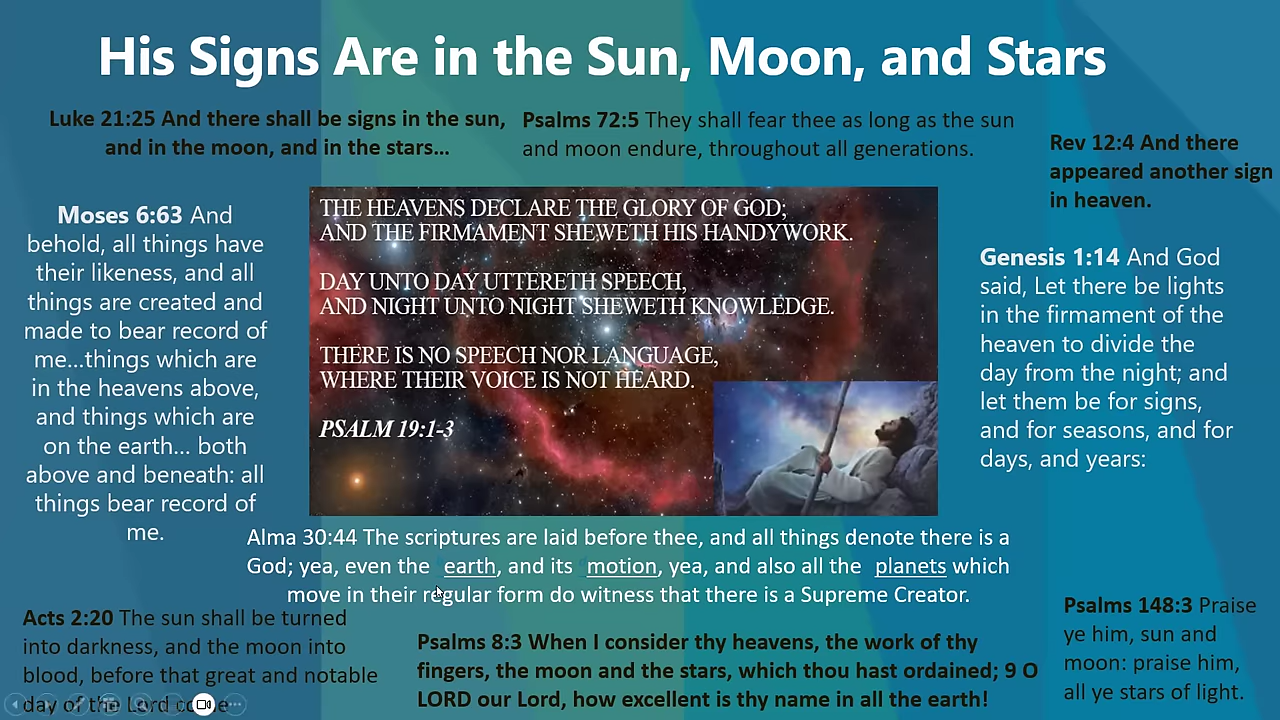 His Signs Are in the Sun, Moon, and Stars
Luke 21:25 And there shall be signs in the sun,
and in the moon, and in the stars...
Psalms 72:5 They shall fear thee as long as the sun
and moon endure, throughout all generations.
Rev 12:4 And there
appeared another sign
in heaven.
Moses 6:63 And
behold, all things have
their likeness, and all
things are created and
made to bear record of
me...things which are
in the heavens above,
and things which are
on the earth... both
above and beneath: all
things bear record of
me.
THE HEAVENS DECLARE THE GLORY OF GOD;
AND THE FIRMAMENT SHEWETH HIS HANDYWORK.
DAY UNTO DAY UTTERETH SPEECH,
AND NIGHT UNTO NIGHT SHEWETH KNOWLEDGE.
THERE IS NO SPEECH NOR LANGUAGE,
WHERE THEIR VOICE IS NOT HEARD.
PSALM 19:1-3
Genesis 1:14 And God
said, Let there be lights
in the firmament of the
heaven to divide the
day from the night; and
let them be for signs,
and for seasons, and for
days, and years:
Alma 30:44 The scriptures are laid before thee, and all things denote there is a
God; yea, even the earth, and its motion, yea, and also all the planets which
move in their regular form do witness that there is a Supreme Creator.
Acts 2:20 The sun shall be turned
into darkness, and the moon into
blood, before that great and notable
day of the Lord come
Psalms 8:3 When I consider thy heavens, the work of thy
fingers, the moon and the stars, which thou hast ordained; 9 O
LORD our Lord, how excellent is thy name in all the earth!
Psalms 148:3 Praise
ye him, sun and
moon: praise him,
all ye stars of light.